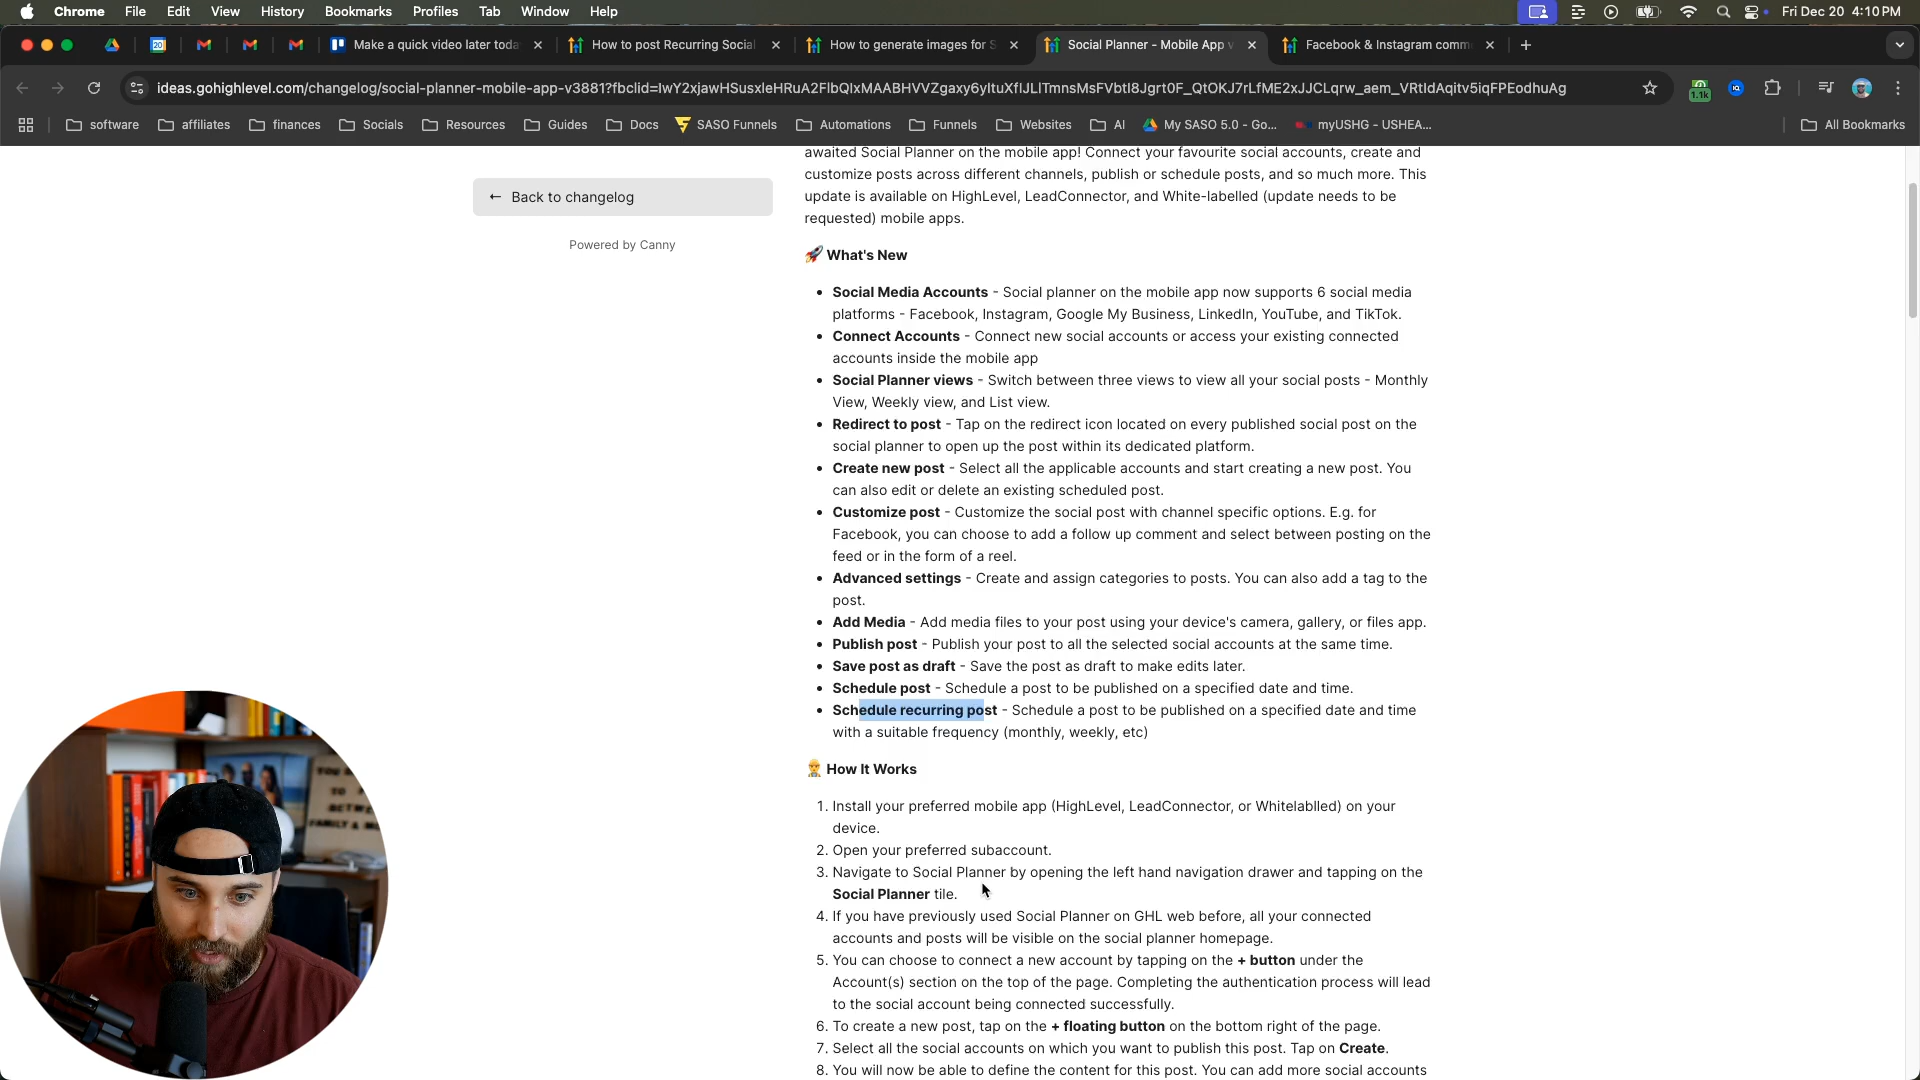 Chrome File Edit View History Bookmarks Profiles Tab Window Help Fri Dec 20 4:10 PM
20 Make a quick video later toda How to post Recurring Social How to generate images for S Social Planner - Mobile App v Facebook & Instagram comm
ideas.gohighlevel.com/changelog/social-planner-mobile-app-v3881?fbclid= 1.1k
software affiliates finances Socials Resources Guides Docs SASO Funnels Automations Funnels Websites AI My SASO 5.0 - Go... myUSHG - USHEA... All Bookmarks
← Back to changelog
Powered by Canny
awaited Social Planner on the mobile app! Connect your favourite social accounts, create and
customize posts across different channels, publish or schedule posts, and so much more. This
update is available on HighLevel, LeadConnector, and White-labelled (update needs to be
requested) mobile apps.
🚀 What's New
• Social Media Accounts - Social planner on the mobile app now supports 6 social media
platforms - Facebook, Instagram, Google My Business, LinkedIn, YouTube, and TikTok.
• Connect Accounts - Connect new social accounts or access your existing connected
accounts inside the mobile app
• Social Planner views - Switch between three views to view all your social posts - Monthly
View, Weekly view, and List view.
• Redirect to post - Tap on the redirect icon located on every published social post on the
social planner to open up the post within its dedicated platform.
• Create new post - Select all the applicable accounts and start creating a new post. You
can also edit or delete an existing scheduled post.
• Customize post - Customize the social post with channel specific options. E.g. for
Facebook, you can choose to add a follow up comment and select between posting on the
feed or in the form of a reel.
• Advanced settings - Create and assign categories to posts. You can also add a tag to the
post.
• Add Media - Add media files to your post using your device's camera, gallery, or files app.
• Publish post - Publish your post to all the selected social accounts at the same time.
• Save post as draft - Save the post as draft to make edits later.
• Schedule post - Schedule a post to be published on a specified date and time.
• Schedule recurring post - Schedule a post to be published on a specified date and time
with a suitable frequency (monthly, weekly, etc)
👷 How It Works
1. Install your preferred mobile app (HighLevel, LeadConnector, or Whitelablled) on your
device.
2. Open your preferred subaccount.
3. Navigate to Social Planner by opening the left hand navigation drawer and tapping on the
Social Planner tile.
4. If you have previously used Social Planner on GHL web before, all your connected
accounts and posts will be visible on the social planner homepage.
5. You can choose to connect a new account by tapping on the + button under the
Account(s) section on the top of the page. Completing the authentication process will lead
to the social account being connected successfully.
6. To create a new post, tap on the + floating button on the bottom right of the page.
7. Select all the social accounts on which you want to publish this post. Tap on Create.
8. You will now be able to define the content for this post. You can add more social accounts